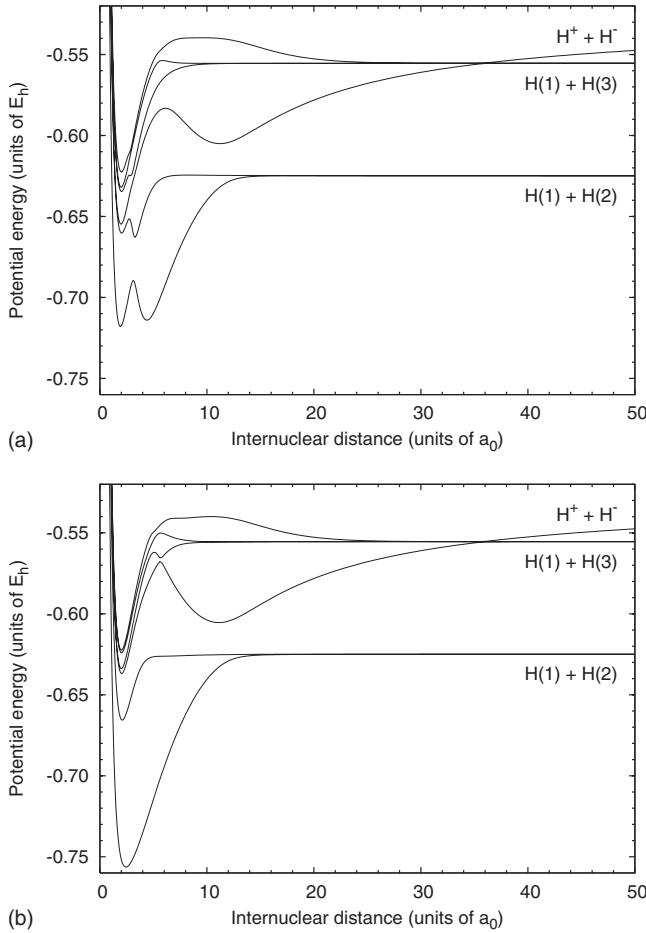 -0.55
-0.60
-0.65
-0.70
-0.75
Potential energy (units of E_h)
H⁺ + H⁻
H(1) + H(3)
H(1) + H(2)
0 10 20 30 40 50
(a) Internuclear distance (units of a₀)
-0.55
-0.60
-0.65
-0.70
-0.75
Potential energy (units of E_h)
H⁺ + H⁻
H(1) + H(3)
H(1) + H(2)
0 10 20 30 40 50
(b) Internuclear distance (units of a₀)